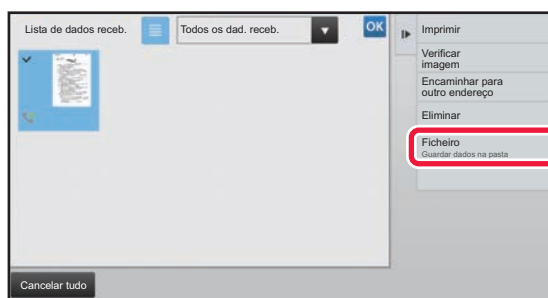 Lista de dados receb.
Todos os dad. receb.
OK
Imprimir
Verificar
imagem
Encaminhar para
outro endereço
Eliminar
Ficheiro
Guardar dados na pasta
Cancelar tudo